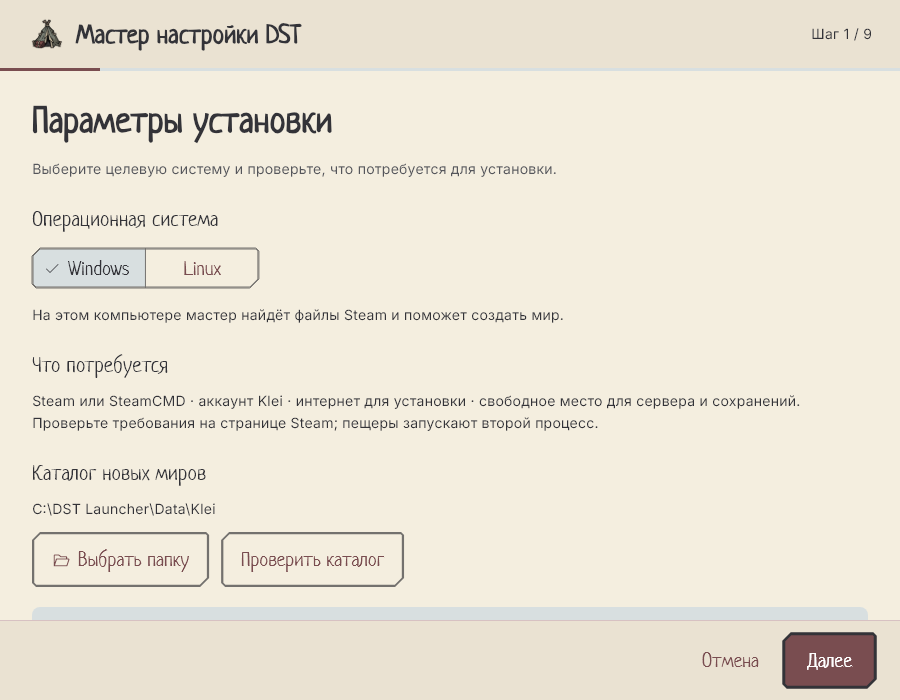 Мастер настройки DST
Шаг 1 / 9
Параметры установки
Выберите целевую систему и проверьте, что потребуется для установки.
Операционная система
Windows
Linux
На этом компьютере мастер найдёт файлы Steam и поможет создать мир.
Что потребуется
Steam или SteamCMD · аккаунт Klei · интернет для установки · свободное место для сервера и сохранений.
Проверьте требования на странице Steam; пещеры запускают второй процесс.
Каталог новых миров
C:\DST Launcher\Data\Klei
Выбрать папку
Проверить каталог
Отмена
Далее